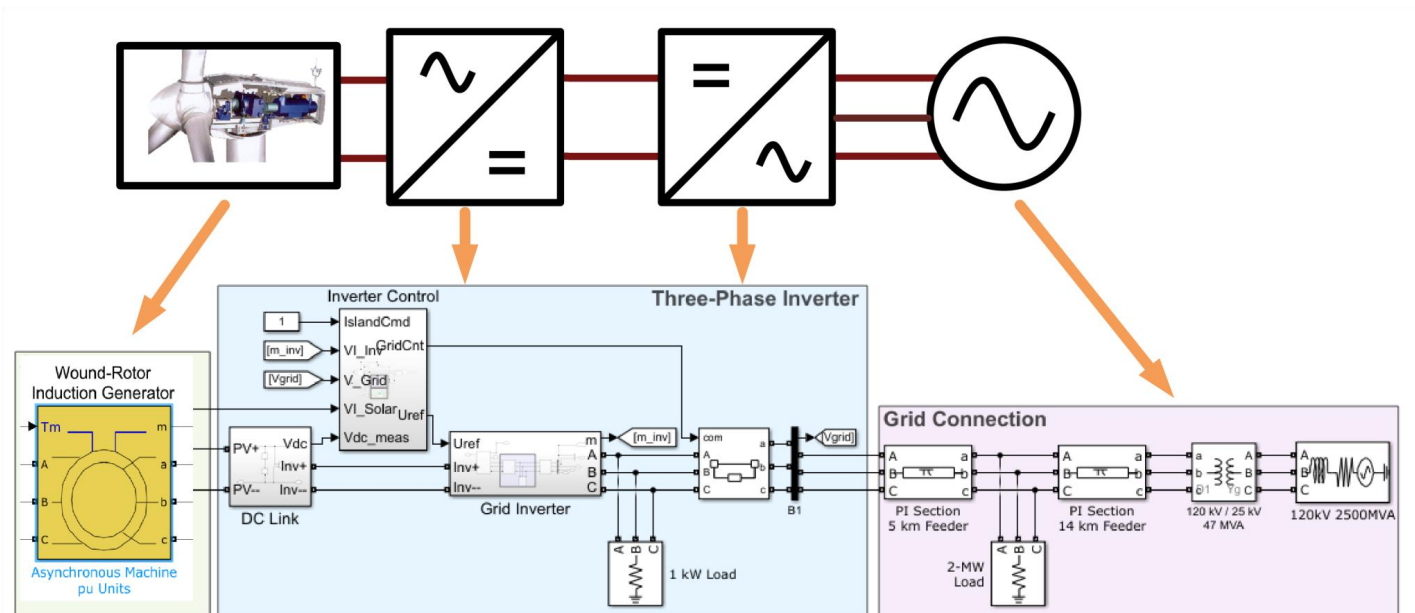 Inverter Control
Three-Phase Inverter
1
IslandCmd
[m_inv]
VI_Inv
GridCnt
[Vgrid]
V_Grid
VI_Solar
Uref
Vdc_meas
Wound-Rotor
Induction Generator
Tm
m
A
a
B
b
C
c
Asynchronous Machine
pu Units
PV+
Vdc
Inv+
PV--
Inv--
DC Link
Uref
m
A
Inv+
B
Inv--
C
Grid Inverter
[m_inv]
A
B
C
1 kW Load
com
a
A
B
b
C
c
[Vgrid]
B1
Grid Connection
A
a
B
b
C
c
PI Section
5 km Feeder
A
B
C
2-MW
Load
A
a
B
b
C
c
PI Section
14 km Feeder
a
A
b
B
c
C
D1
Yg
120 kV / 25 kV
47 MVA
A
B
C
120kV 2500MVA